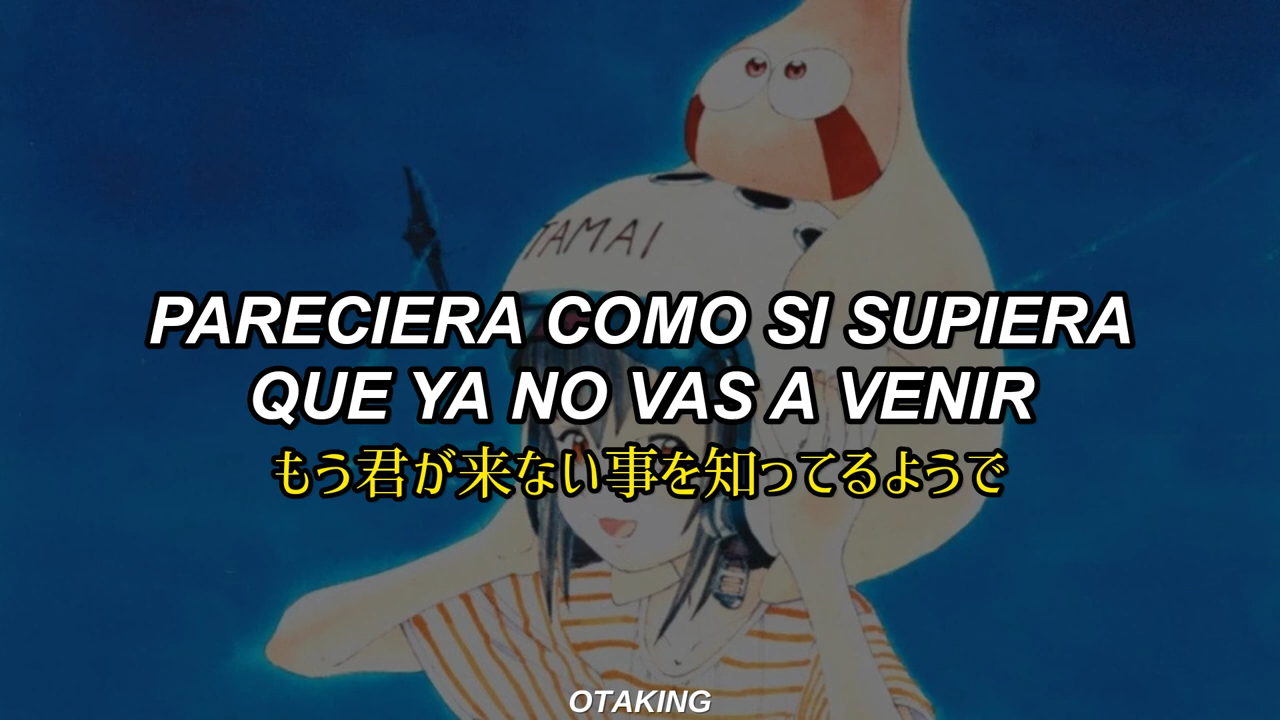 TAMAI
PARECIERA COMO SI SUPIERA
QUE YA NO VAS A VENIR
もう君が来ない事を知ってるようで
OTAKING